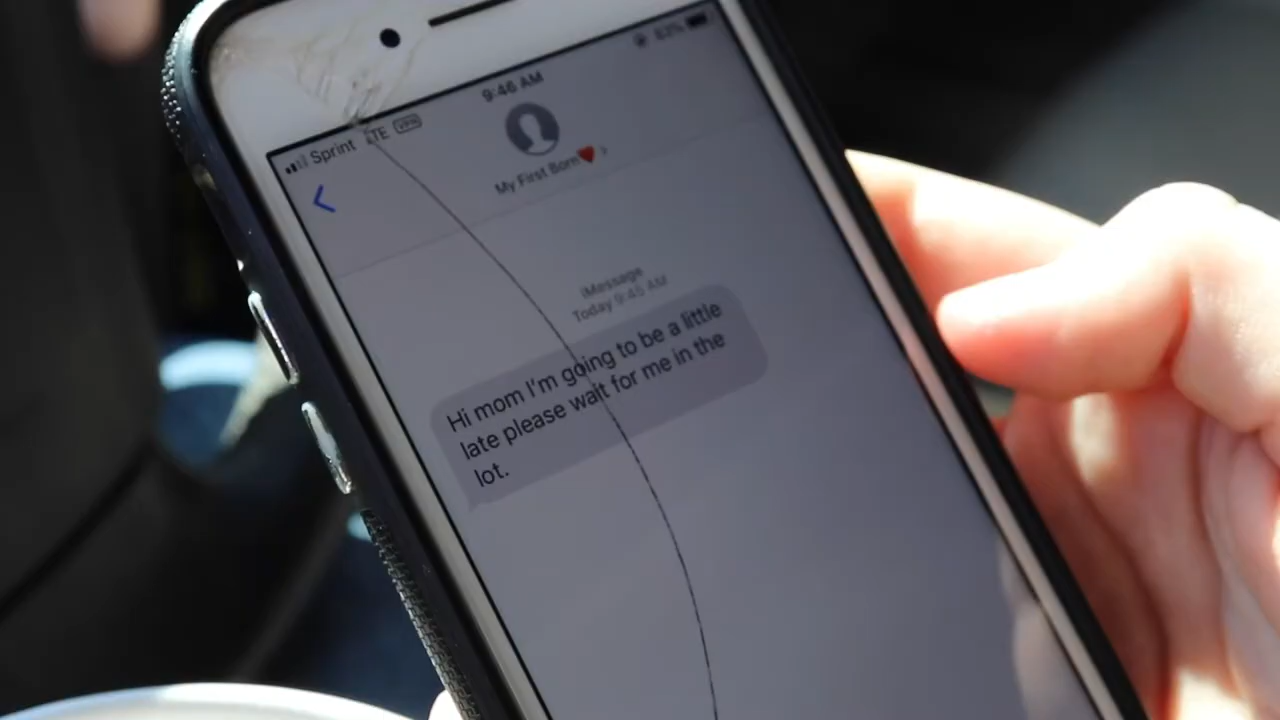 9:46 AM
83%
Sprint LTE VPN
My First Born❤️ >
iMessage
Today 9:45 AM
Hi mom I'm going to be a little
late please wait for me in the
lot.